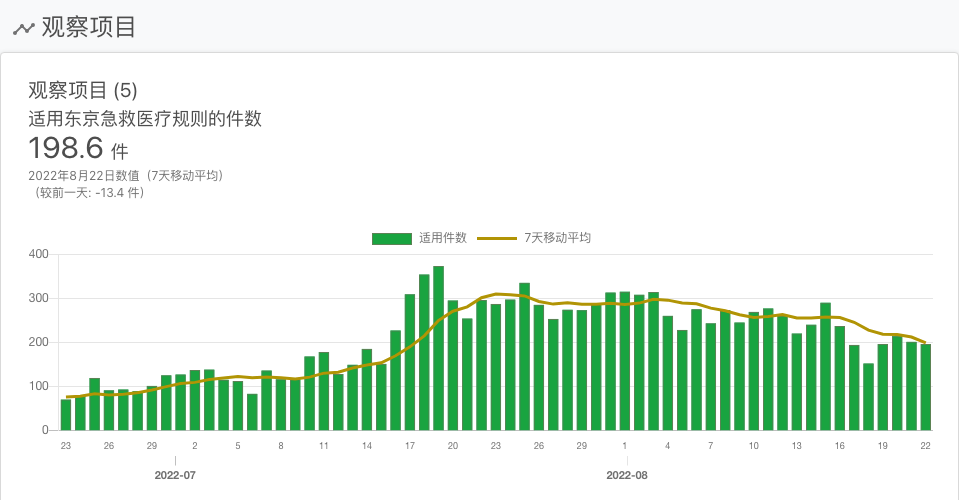 观察项目
观察项目 (5)
适用东京急救医疗规则的件数
198.6 件
2022年8月22日数值（7天移动平均）
（较前一天: -13.4 件）
适用件数 7天移动平均
400
300
200
100
0
23 26 29 2 5 8 11 14 17 20 23 26 29 1 4 7 10 13 16 19 22
2022-07 2022-08